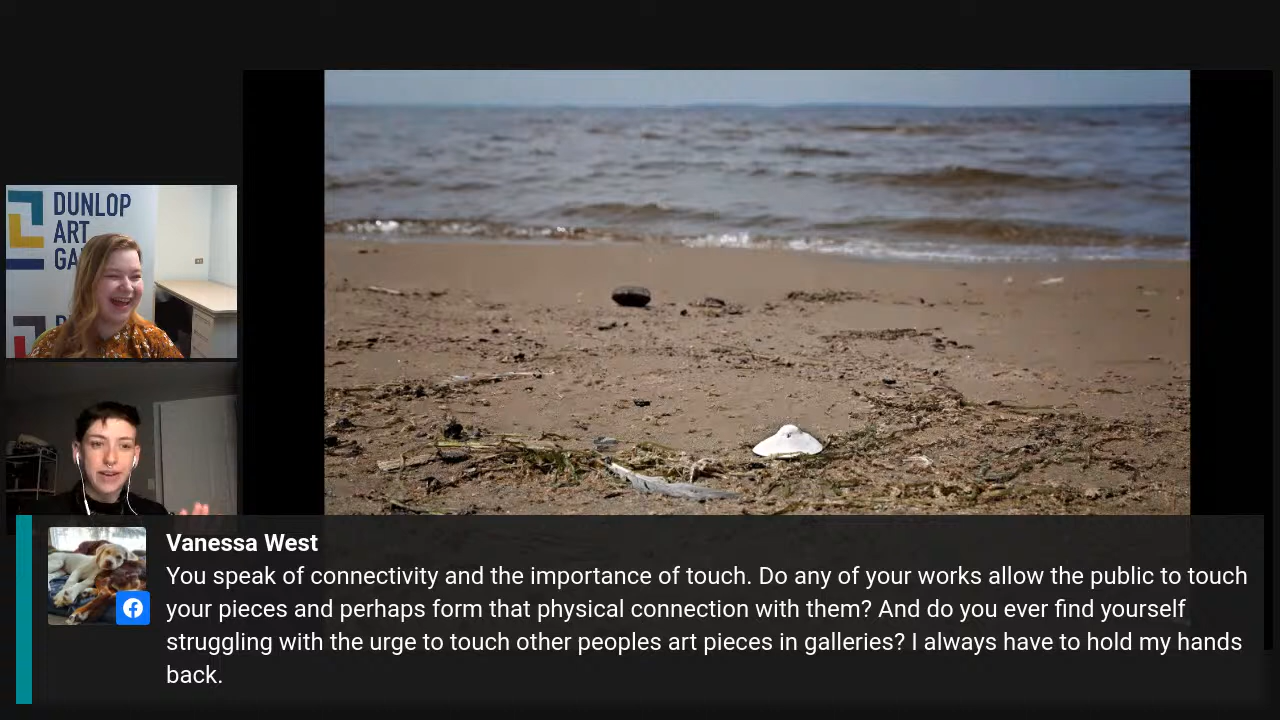 DUNLOP
ART
GA
Vanessa West
You speak of connectivity and the importance of touch. Do any of your works allow the public to touch
your pieces and perhaps form that physical connection with them? And do you ever find yourself
struggling with the urge to touch other peoples art pieces in galleries? I always have to hold my hands
back.